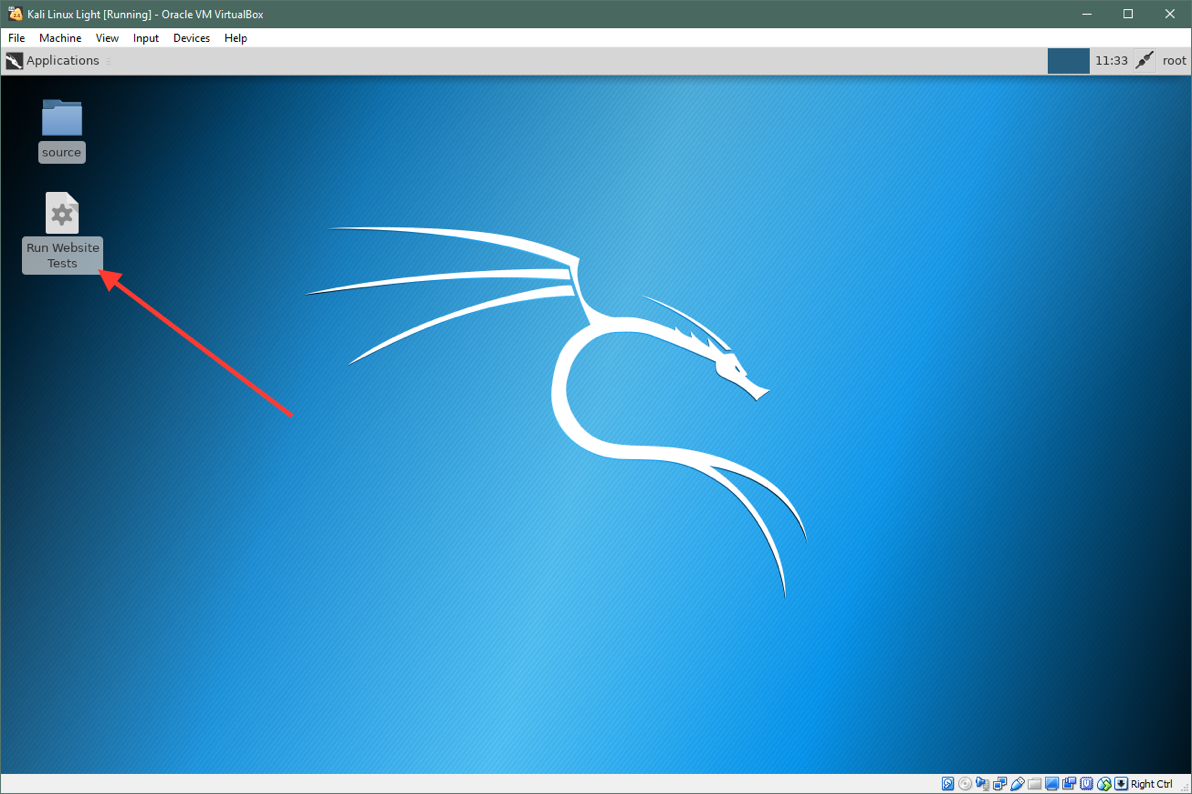 Kali Linux Light [Running] - Oracle VM VirtualBox
File Machine View Input Devices Help
Applications 11:33 root
source
Run Website
Tests
Right Ctrl